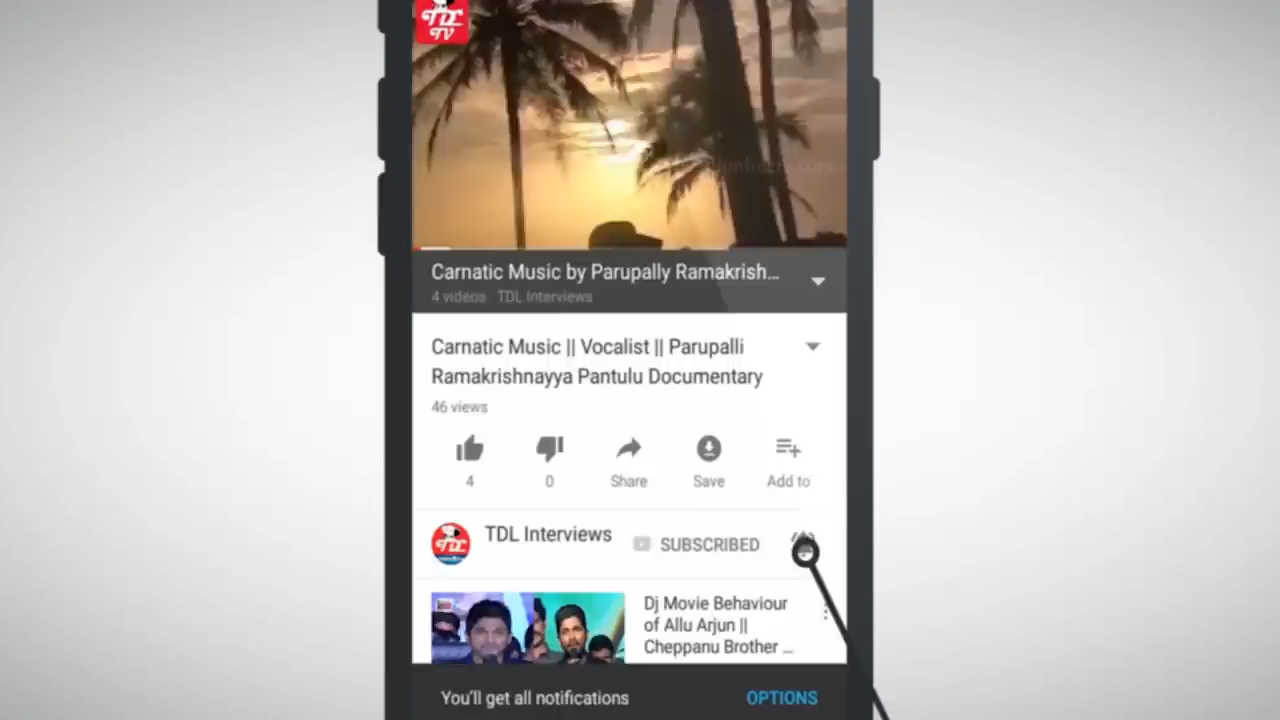 TDL
TV
Carnatic Music by Parupally Ramakrish...
4 videos TDL Interviews
Carnatic Music || Vocalist || Parupalli
Ramakrishnayya Pantulu Documentary
46 views
4
0
Share
Save
Add to
TDL Interviews
SUBSCRIBED
Dj Movie Behaviour
of Allu Arjun ||
Cheppanu Brother ...
You'll get all notifications
OPTIONS